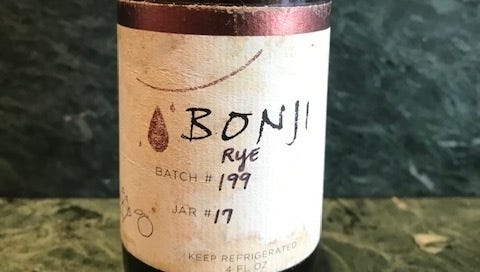 BONJI
RyE
BATCH #199
JAR #17
KEEP REFRIGERATED
4 FL OZ